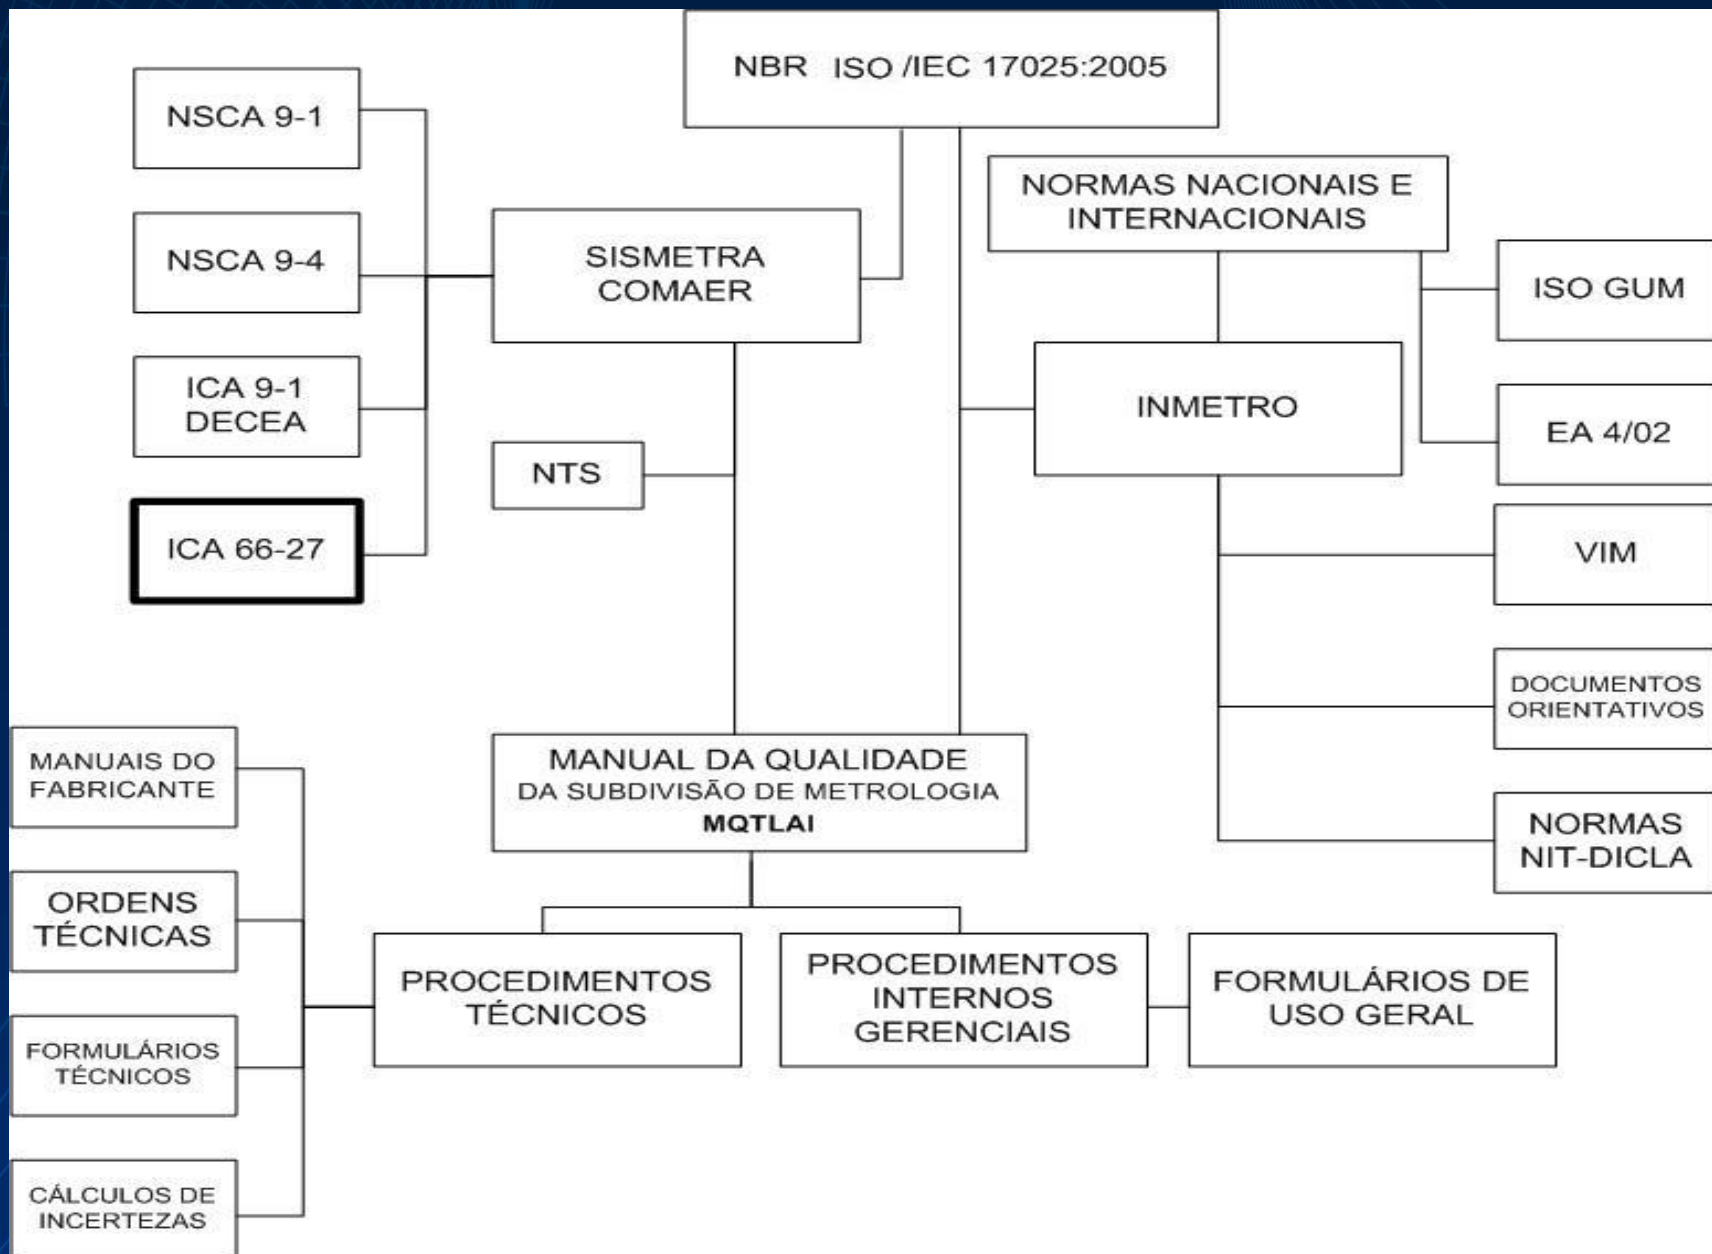 NBR ISO /IEC 17025:2005
NSCA 9-1
NORMAS NACIONAIS E
INTERNACIONAIS
SISMETRA
COMAER
NSCA 9-4
ISO GUM
ICA 9-1
DECEA
INMETRO
EA 4/02
NTS
ICA 66-27
VIM
DOCUMENTOS
ORIENTATIVOS
MANUAL DA QUALIDADE
DA SUBDIVISÃO DE METROLOGIA
MQTLAI
MANUAIS DO
FABRICANTE
NORMAS
NIT-DICLA
ORDENS
TÉCNICAS
PROCEDIMENTOS
TÉCNICOS
PROCEDIMENTOS
INTERNOS
GERENCIAIS
FORMULÁRIOS DE
USO GERAL
FORMULÁRIOS
TÉCNICOS
CÁLCULOS DE
INCERTEZAS